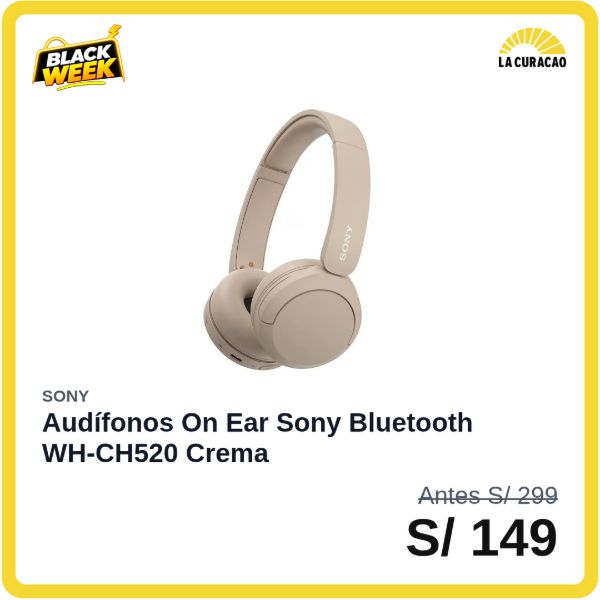 BLACK
WEEK
LA CURACAO
SONY
SONY
Audífonos On Ear Sony Bluetooth
WH-CH520 Crema
Antes S/ 299
S/ 149